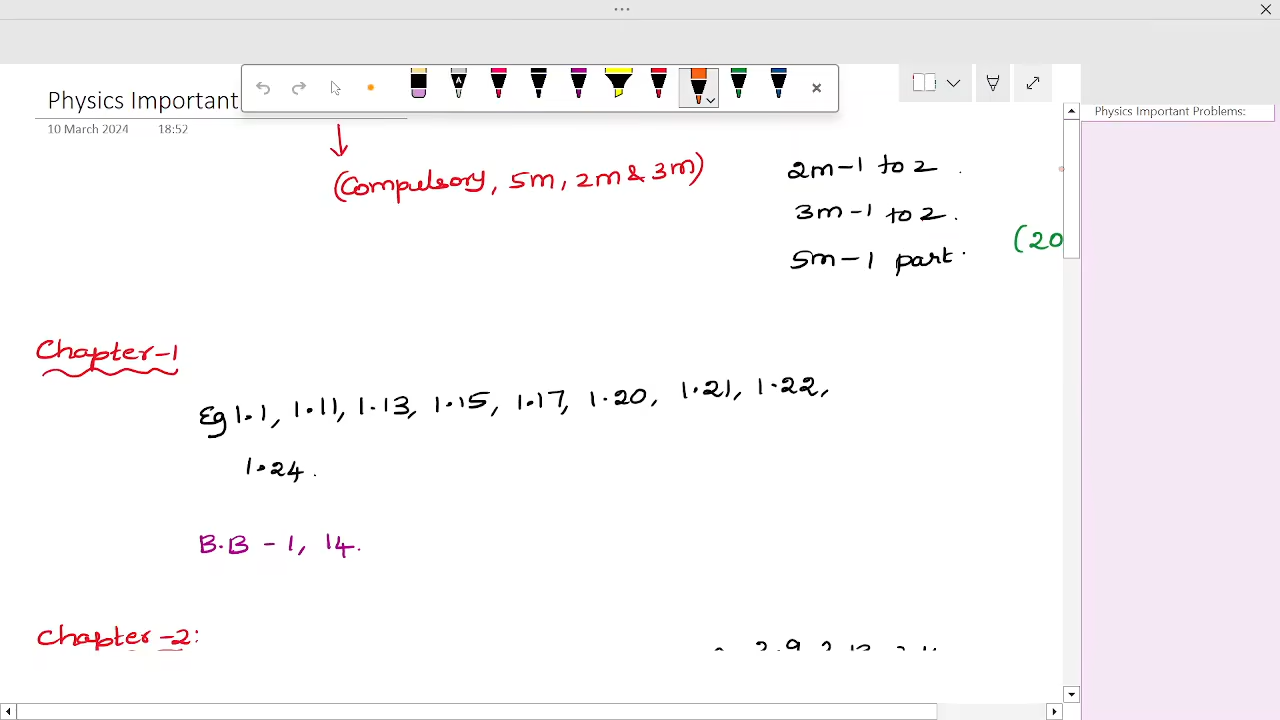 Physics Important
10 March 2024 18:52
Physics Important Problems:
(Compulsory, 5m, 2m & 3m)
2m-1 to 2.
3m-1 to 2.
5m-1 part.
(20
Chapter-1
Eg 1.1, 1.11, 1.13, 1.15, 1.17, 1.20, 1.21, 1.22,
1.24.
B.B - 1, 14.
Chapter -2: